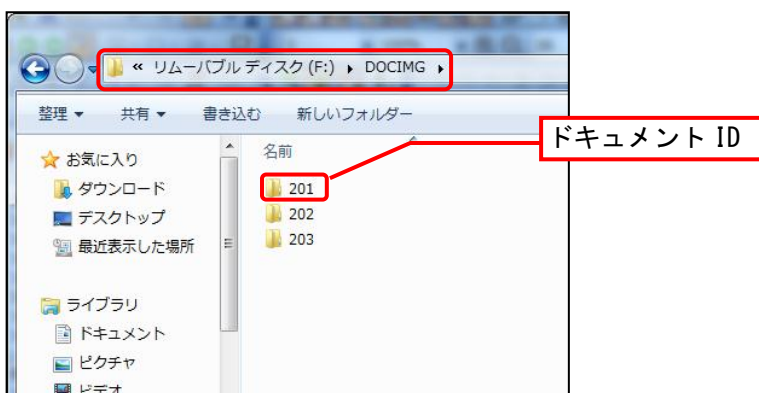 « リムーバブル ディスク (F:) ▸ DOCIMG ▸
整理 ▼ 共有 ▼ 書き込む 新しいフォルダー
ドキュメント ID
お気に入り
ダウンロード
デスクトップ
最近表示した場所
ライブラリ
ドキュメント
ピクチャ
ビデオ
名前
201
202
203